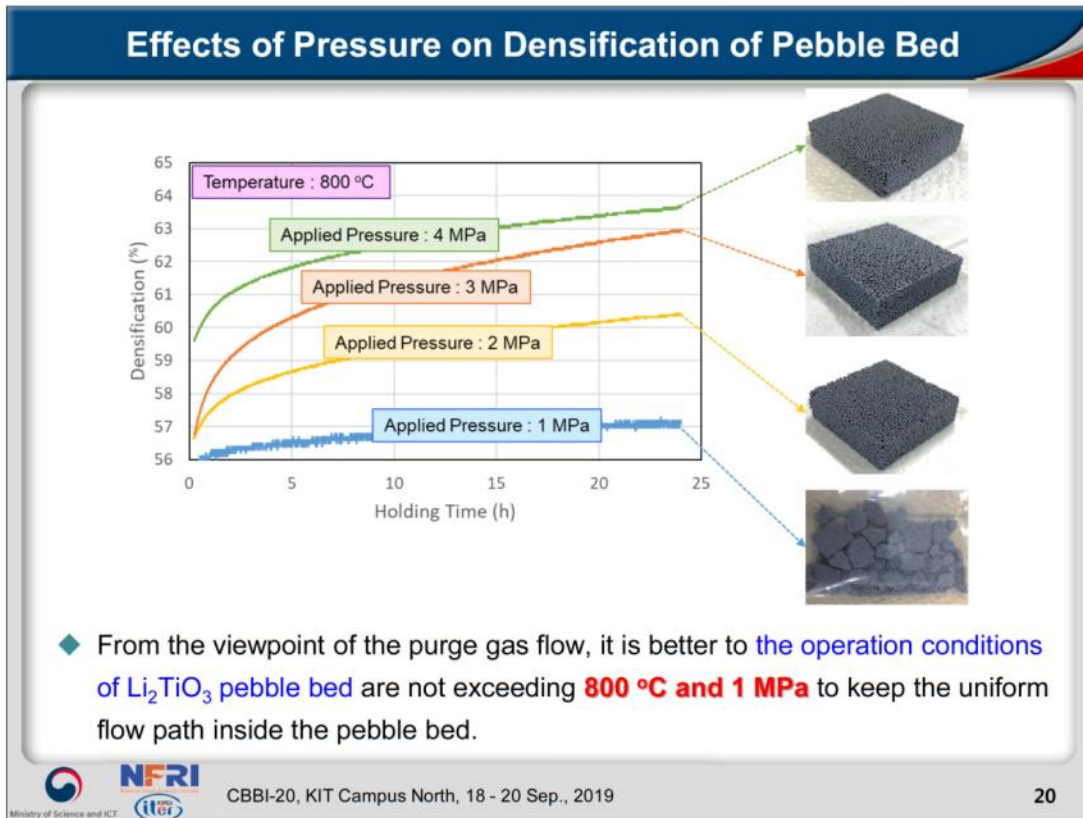 Effects of Pressure on Densification of Pebble Bed
65
64
63
62
61
60
59
58
57
56
Densification (%)
Temperature : 800 °C
Applied Pressure : 4 MPa
Applied Pressure : 3 MPa
Applied Pressure : 2 MPa
Applied Pressure : 1 MPa
0 5 10 15 20 25
Holding Time (h)
◆ From the viewpoint of the purge gas flow, it is better to the operation conditions
of Li₂TiO₃ pebble bed are not exceeding 800 °C and 1 MPa to keep the uniform
flow path inside the pebble bed.
Ministry of Science and ICT
NFRI
iter
CBBI-20, KIT Campus North, 18 - 20 Sep., 2019
20